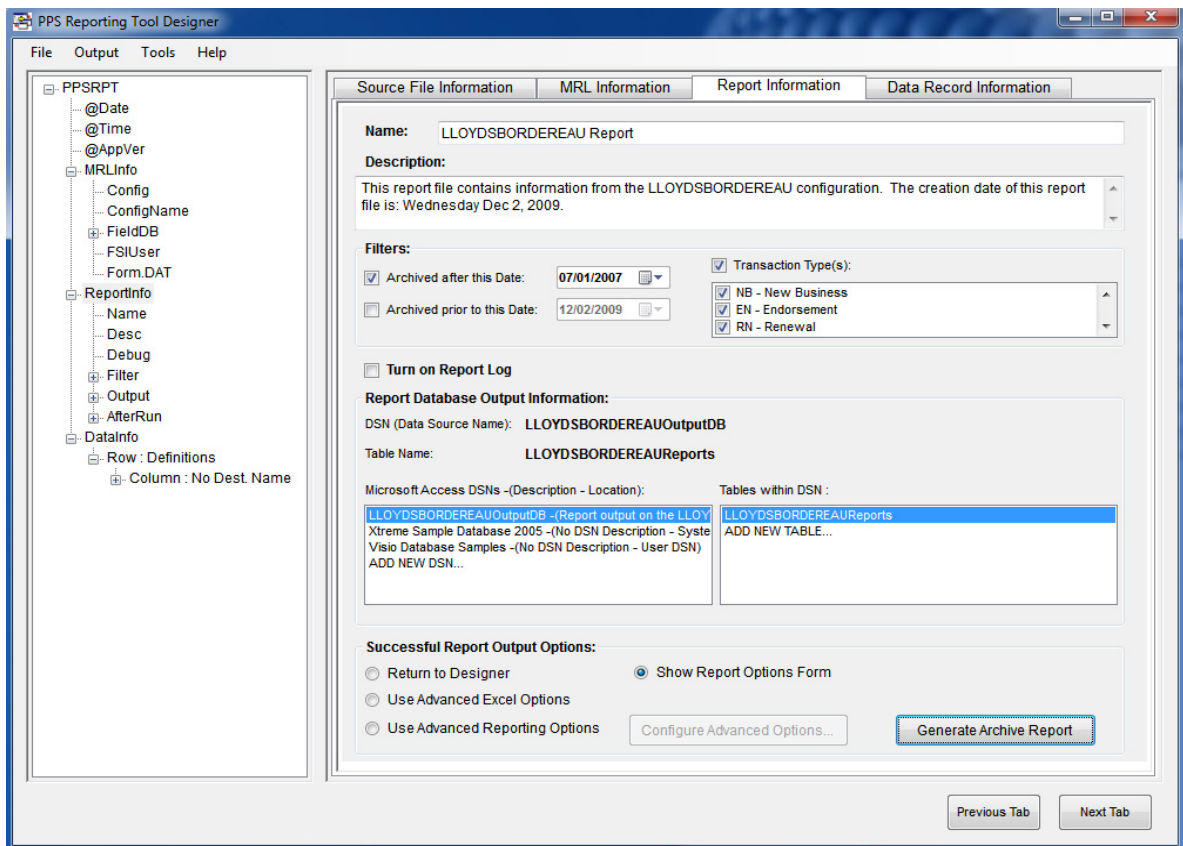 PPS Reporting Tool Designer
File Output Tools Help
PPSRPT
@Date
@Time
@AppVer
MRLInfo
Config
ConfigName
FieldDB
FSIUser
Form.DAT
ReportInfo
Name
Desc
Debug
Filter
Output
AfterRun
DataInfo
Row : Definitions
Column : No Dest. Name
Source File Information MRL Information Report Information Data Record Information
Name: LLOYDSBORDEREAU Report
Description:
This report file contains information from the LLOYDSBORDEREAU configuration. The creation date of this report
file is: Wednesday Dec 2, 2009.
Filters:
Archived after this Date: 07/01/2007
Archived prior to this Date: 12/02/2009
Transaction Type(s):
NB - New Business
EN - Endorsement
RN - Renewal
Turn on Report Log
Report Database Output Information:
DSN (Data Source Name): LLOYDSBORDEREAUOutputDB
Table Name: LLOYDSBORDEREAUReports
Microsoft Access DSNs -(Description - Location):
LLOYDSBORDEREAUOutputDB -(Report output on the LLOY
Xtreme Sample Database 2005 -(No DSN Description - Syste
Visio Database Samples -(No DSN Description - User DSN)
ADD NEW DSN...
Tables within DSN :
LLOYDSBORDEREAUReports
ADD NEW TABLE...
Successful Report Output Options:
Return to Designer Show Report Options Form
Use Advanced Excel Options
Use Advanced Reporting Options Configure Advanced Options... Generate Archive Report
Previous Tab Next Tab